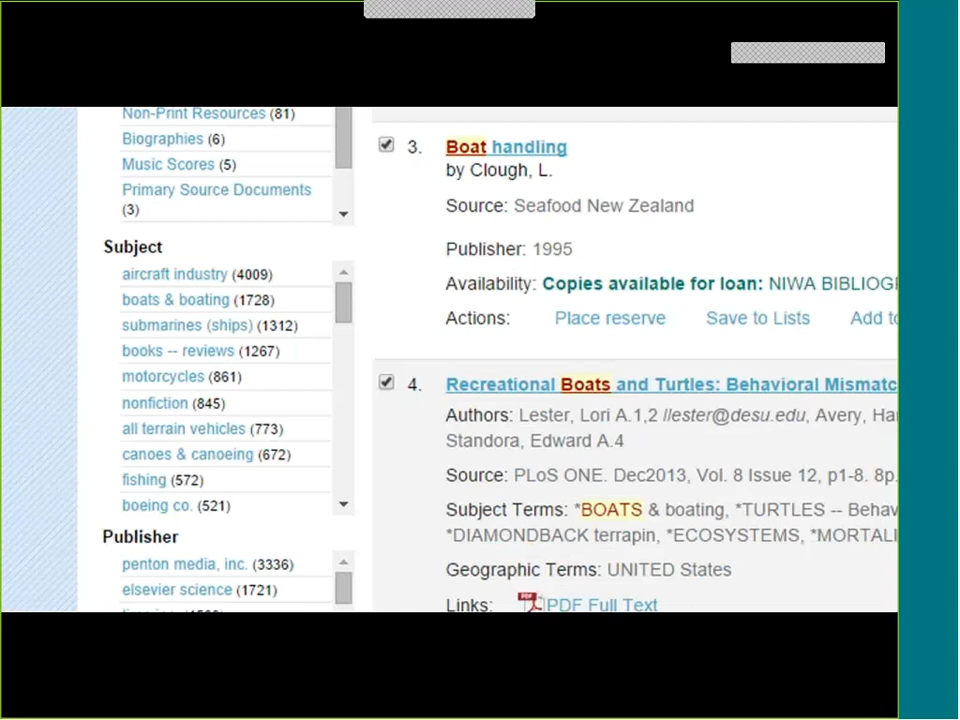 Non-Print Resources (81)
Biographies (6)
Music Scores (5)
Primary Source Documents
(3)
Subject
aircraft industry (4009)
boats & boating (1728)
submarines (ships) (1312)
books -- reviews (1267)
motorcycles (861)
nonfiction (845)
all terrain vehicles (773)
canoes & canoeing (672)
fishing (572)
boeing co. (521)
Publisher
penton media, inc. (3336)
elsevier science (1721)
3. Boat handling
by Clough, L.
Source: Seafood New Zealand
Publisher: 1995
Availability: Copies available for loan: NIWA BIBLIOG
Actions: Place reserve Save to Lists Add to
4. Recreational Boats and Turtles: Behavioral Mismatc
Authors: Lester, Lori A.1,2 llester@desu.edu, Avery, Ha
Standora, Edward A.4
Source: PLoS ONE. Dec2013, Vol. 8 Issue 12, p1-8. 8p.
Subject Terms: *BOATS & boating, *TURTLES -- Behav
*DIAMONDBACK terrapin, *ECOSYSTEMS, *MORTALI
Geographic Terms: UNITED States
Links: PDF Full Text